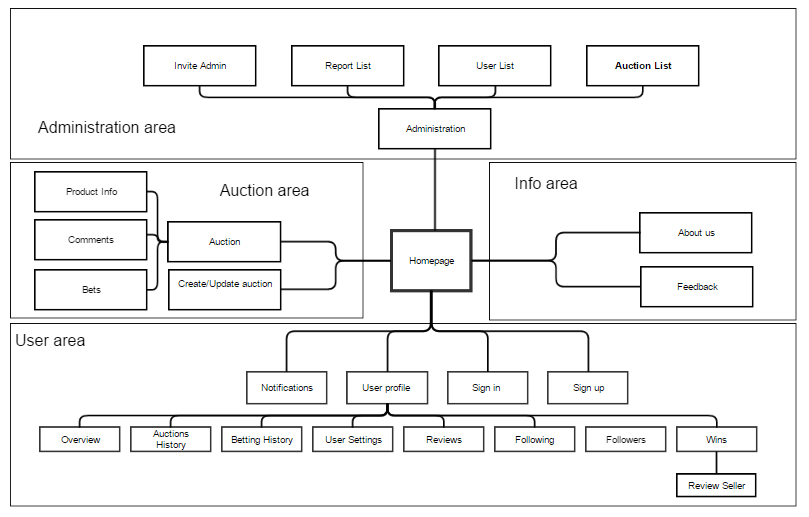 Invite Admin
Report List
User List
Auction List
Administration area
Administration
Product Info
Auction area
Info area
Comments
Auction
About us
Homepage
Bets
Create/Update auction
Feedback
User area
Notifications
User profile
Sign in
Sign up
Overview
Auctions
History
Betting History
User Settings
Reviews
Following
Followers
Wins
Review Seller